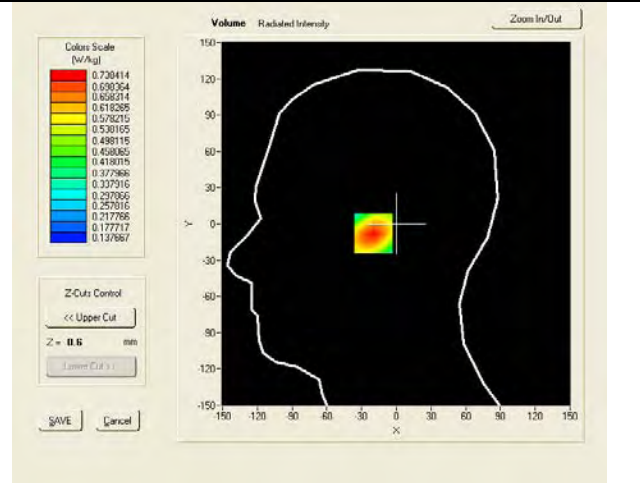 Volume Radiated Intensity
Zoom In/Out
Colors Scale
(W/kg)
0.738414
0.698364
0.658314
0.618265
0.578215
0.538165
0.498115
0.458065
0.418015
0.377966
0.337916
0.297866
0.257816
0.217766
0.177717
0.137667
Z-Cuts Control
<< Upper Cut
Z = 0.6 mm
Lower Cut >>
SAVE
Cancel
150
120
90
60
30
0
-30
-60
-90
-120
-150
Y
-150 -120 -90 -60 -30 0 30 60 90 120 150
X